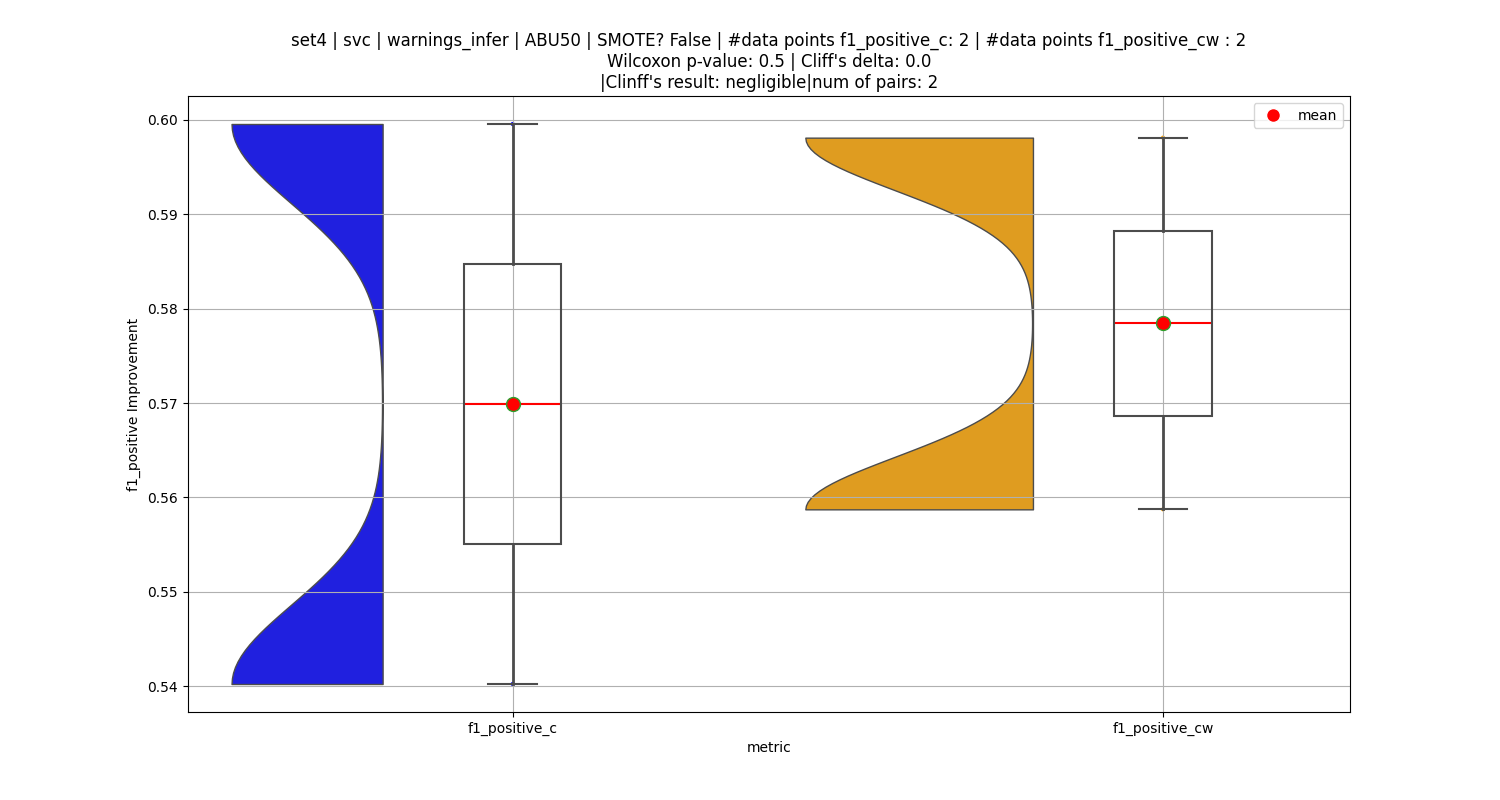 set4 | svc | warnings_infer | ABU50 | SMOTE? False | #data points f1_positive_c: 2 | #data points f1_positive_cw : 2
Wilcoxon p-value: 0.5 | Cliff's delta: 0.0
|Clinff's result: negligible|num of pairs: 2
mean
0.60
0.59
0.58
0.57
0.56
0.55
0.54
f1_positive Improvement
f1_positive_c
f1_positive_cw
metric